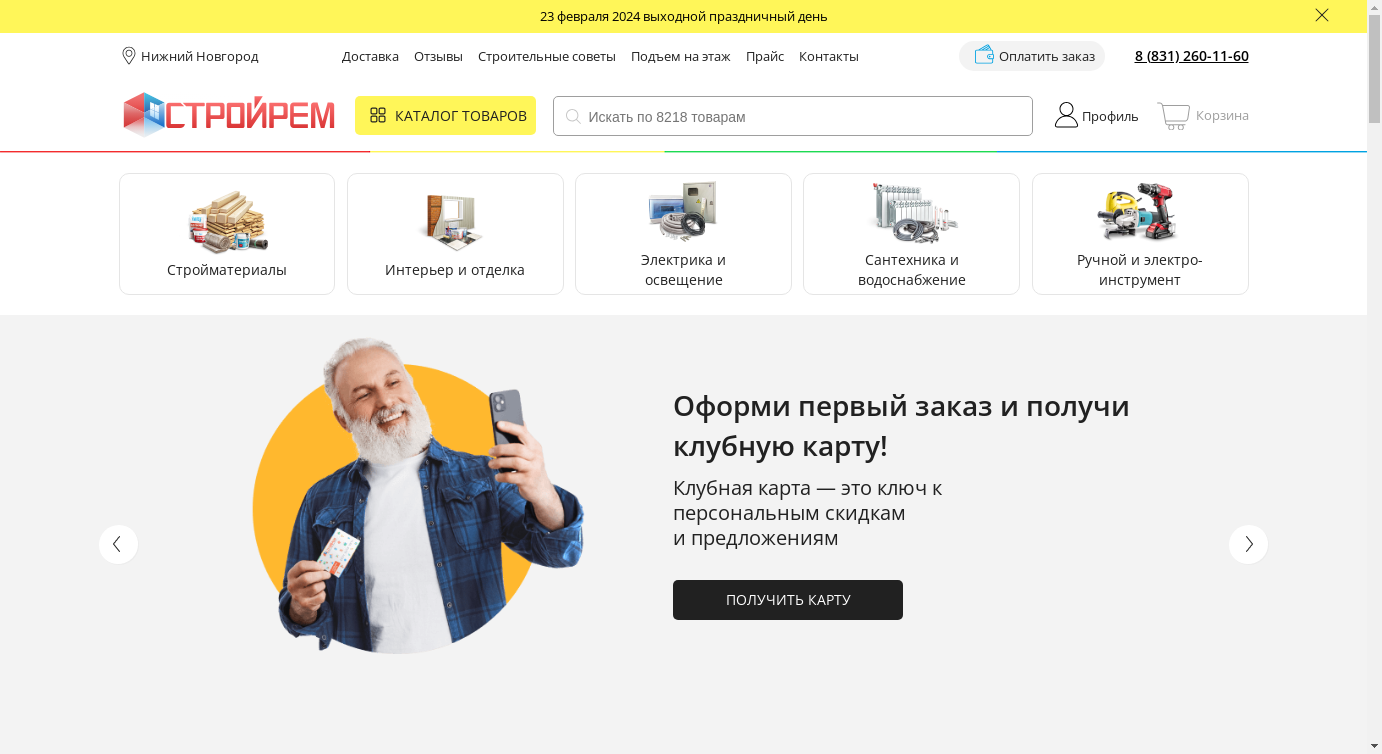 23 февраля 2024 выходной праздничный день
Нижний Новгород
Доставка
Отзывы
Строительные советы
Подъем на этаж
Прайс
Контакты
Оплатить заказ
8 (831) 260-11-60
СТРОЙРЕМ
КАТАЛОГ ТОВАРОВ
Искать по 8218 товарам
Профиль
Корзина
Стройматериалы
Интерьер и отделка
Электрика и
освещение
Сантехника и
водоснабжение
Ручной и электро-
инструмент
Оформи первый заказ и получи
клубную карту!
Клубная карта — это ключ к
персональным скидкам
и предложениям
ПОЛУЧИТЬ КАРТУ